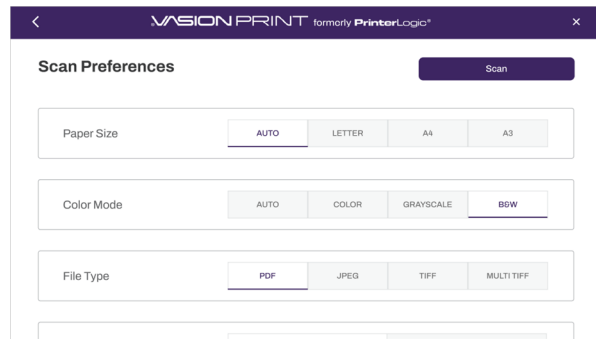 VASION PRINT formerly PrinterLogic®
Scan Preferences
Scan
Paper Size AUTO LETTER A4 A3
Color Mode AUTO COLOR GRAYSCALE B&W
File Type PDF JPEG TIFF MULTI TIFF